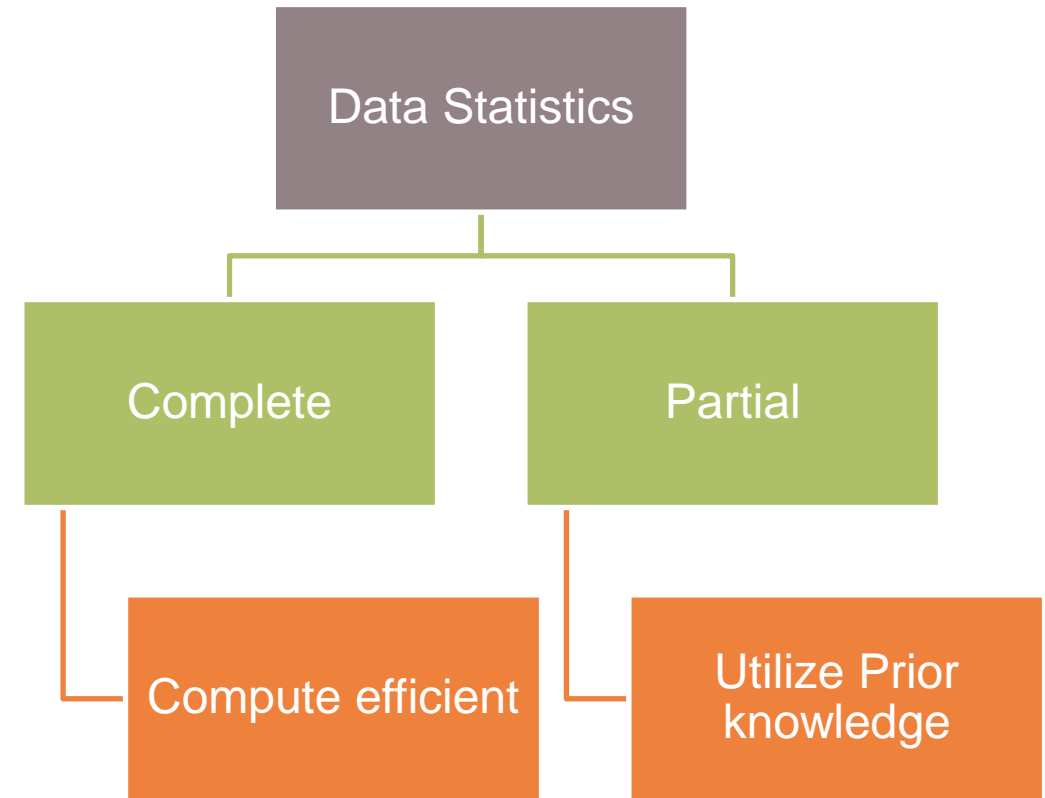 Data Statistics
Complete
Partial
Compute efficient
Utilize Prior
knowledge